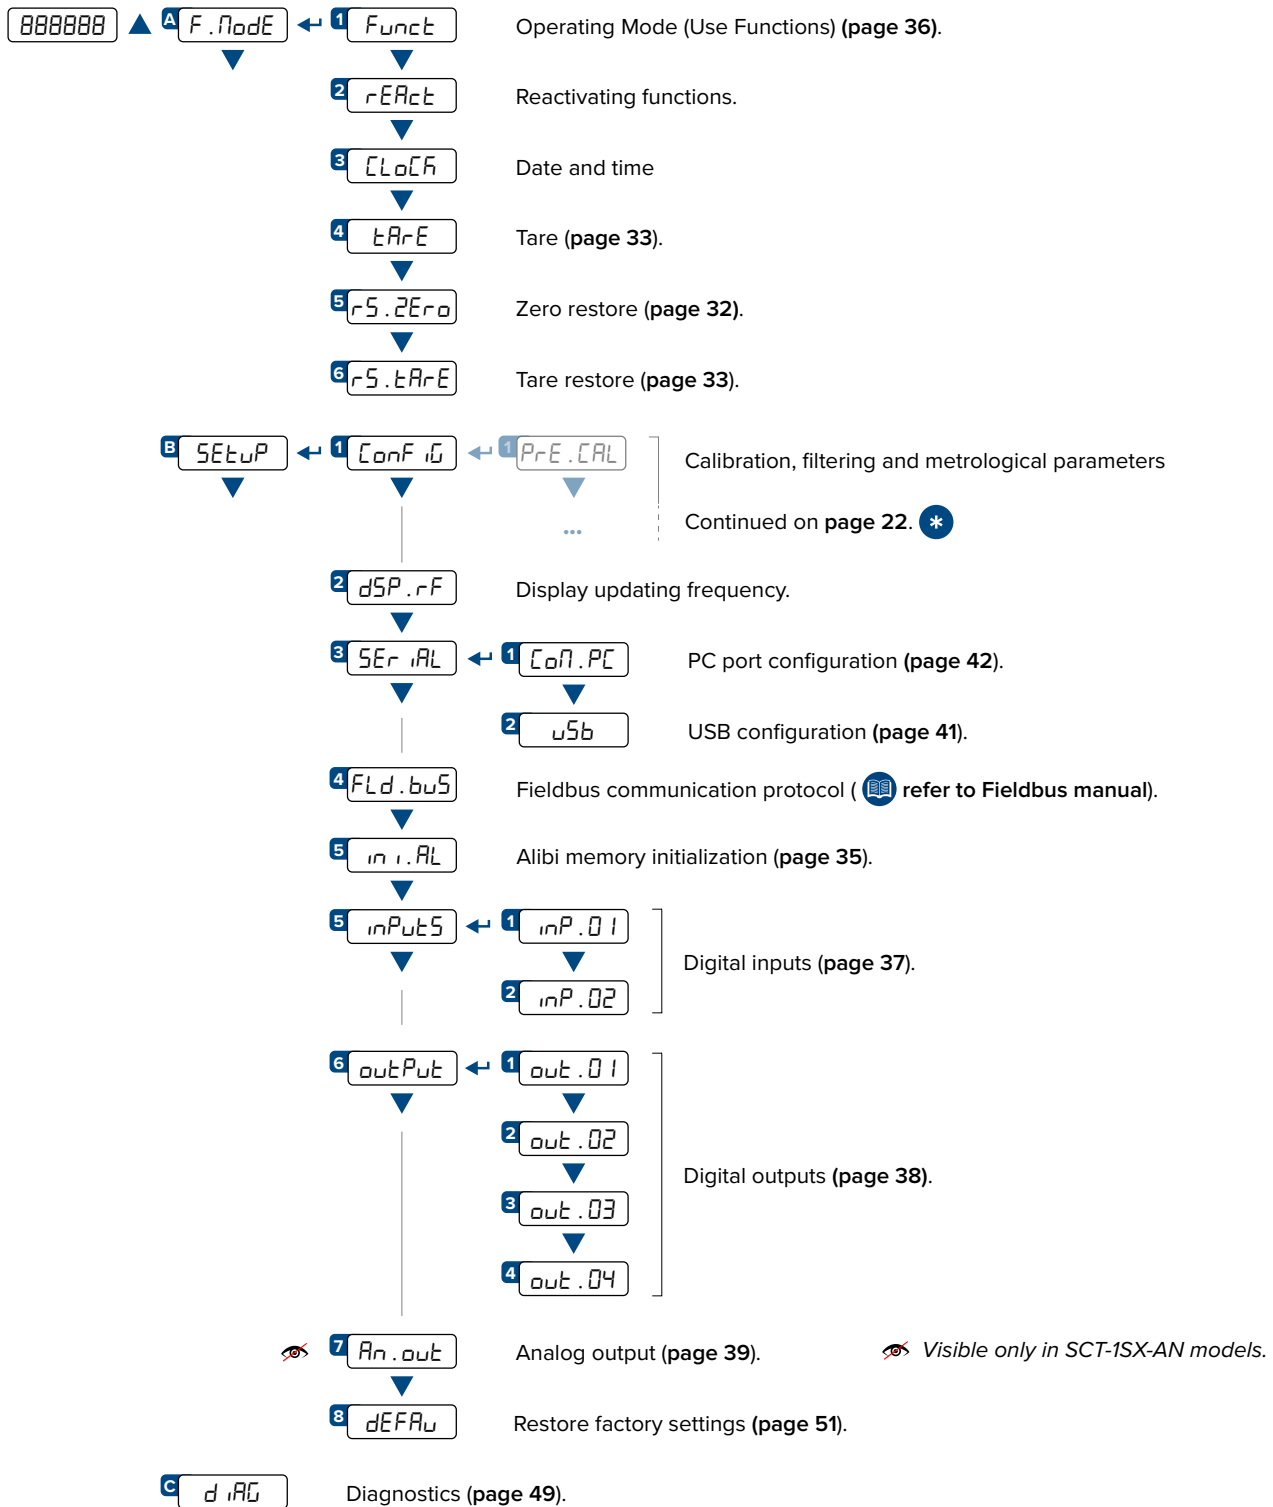 888888 A F.ModE 1 Funct Operating Mode (Use Functions) (page 36).
2 rEAct Reactivating functions.
3 CLoCk Date and time
4 tArE Tare (page 33).
5 rS.ZEro Zero restore (page 32).
6 rS.tArE Tare restore (page 33).
B SEtuP 1 ConFiG 1 PrE.CAL Calibration, filtering and metrological parameters
... Continued on page 22. *
2 dSP.rF Display updating frequency.
3 SEriAL 1 CoM.PC PC port configuration (page 42).
2 uSb USB configuration (page 41).
4 FLd.buS Fieldbus communication protocol ( refer to Fieldbus manual).
5 ini.AL Alibi memory initialization (page 35).
5 inPutS 1 inP.01
Digital inputs (page 37).
2 inP.02
6 outPut 1 out.01
2 out.02
Digital outputs (page 38).
3 out.03
4 out.04
7 An.out Analog output (page 39). Visible only in SCT-1SX-AN models.
8 dEFAu Restore factory settings (page 51).
C diAG Diagnostics (page 49).